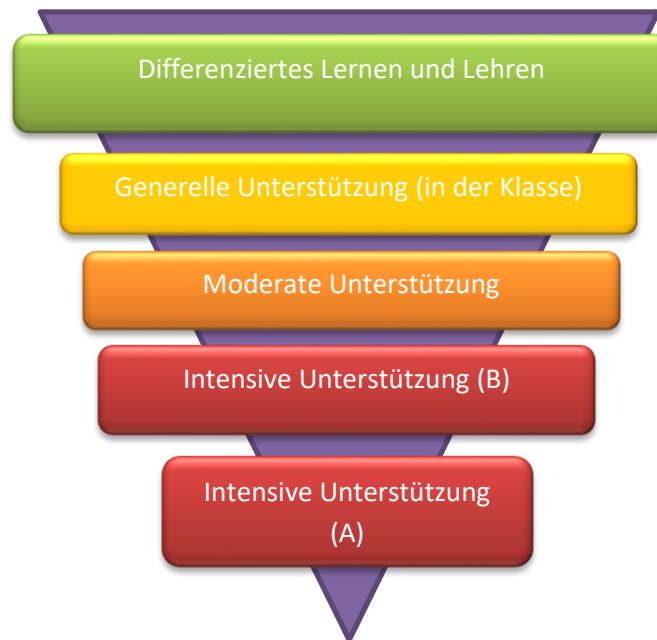 Differenziertes Lernen und Lehren
Generelle Unterstützung (in der Klasse)
Moderate Unterstützung
Intensive Unterstützung (B)
Intensive Unterstützung
(A)